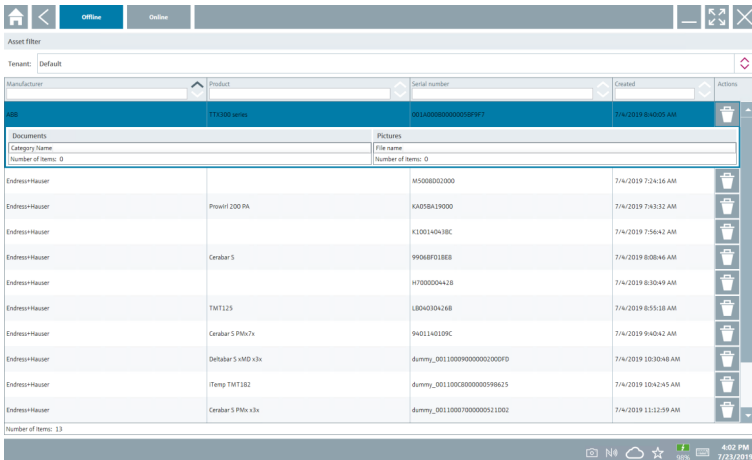 Offline Online
Asset filter
Tenant: Default
Manufacturer Product Serial number Created Actions
ABB TTX300 series 7/4/2019 8:40:05 AM
Documents Pictures
Category Name File name
Number of Items: 0 Number of Items: 0
Endress+Hauser M5008D02000 7/4/2019 7:24:16 AM
Endress+Hauser Prowirl 200 PA KA05BA19000 7/4/2019 7:43:32 AM
Endress+Hauser K10014043BC 7/4/2019 7:56:42 AM
Endress+Hauser Cerabar S 9906BF01BE8 7/4/2019 8:08:46 AM
Endress+Hauser H7000D04428 7/4/2019 8:30:49 AM
Endress+Hauser TMT125 LB04030426B 7/4/2019 8:55:18 AM
Endress+Hauser Cerabar S PMx7x 9401140109C 7/4/2019 9:40:42 AM
Endress+Hauser Deltabar S xMD x3x dummy_00110009000000200DFD 7/4/2019 10:30:48 AM
Endress+Hauser iTemp TMT182 dummy_001100C8000000598625 7/4/2019 10:42:45 AM
Endress+Hauser Cerabar S PMx x3x dummy_00110007000000521D02 7/4/2019 11:12:59 AM
Number of Items: 13
98% 4:02 PM
7/23/2019